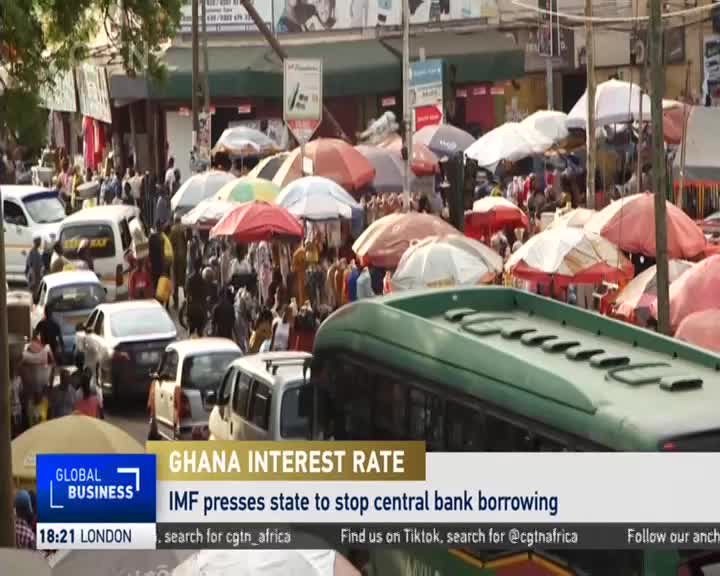 GHANA INTEREST RATE
GLOBAL
BUSINESS
IMF presses state to stop central bank borrowing
18:21 LONDON
, search for cgtn_africa Find us on Tiktok, search for @cgtnafrica Follow our anch